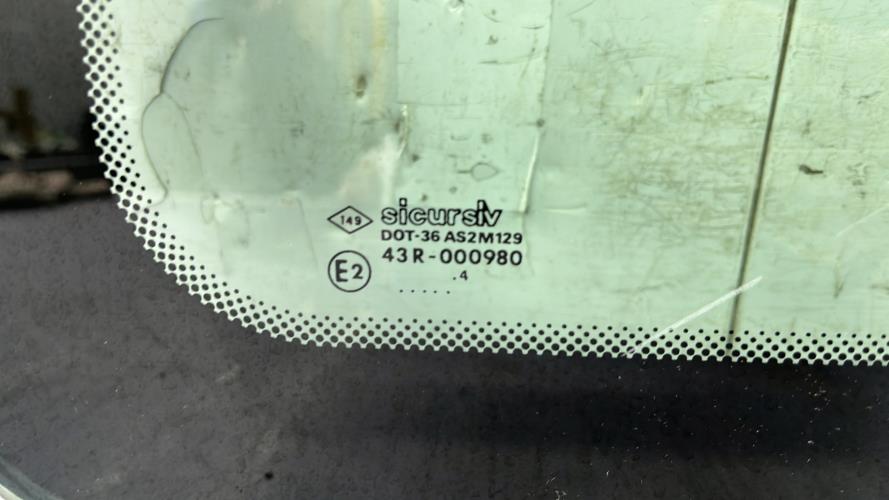 149 sicursiv
DOT-36 AS2M129
E2 43R-000980
.4
.....